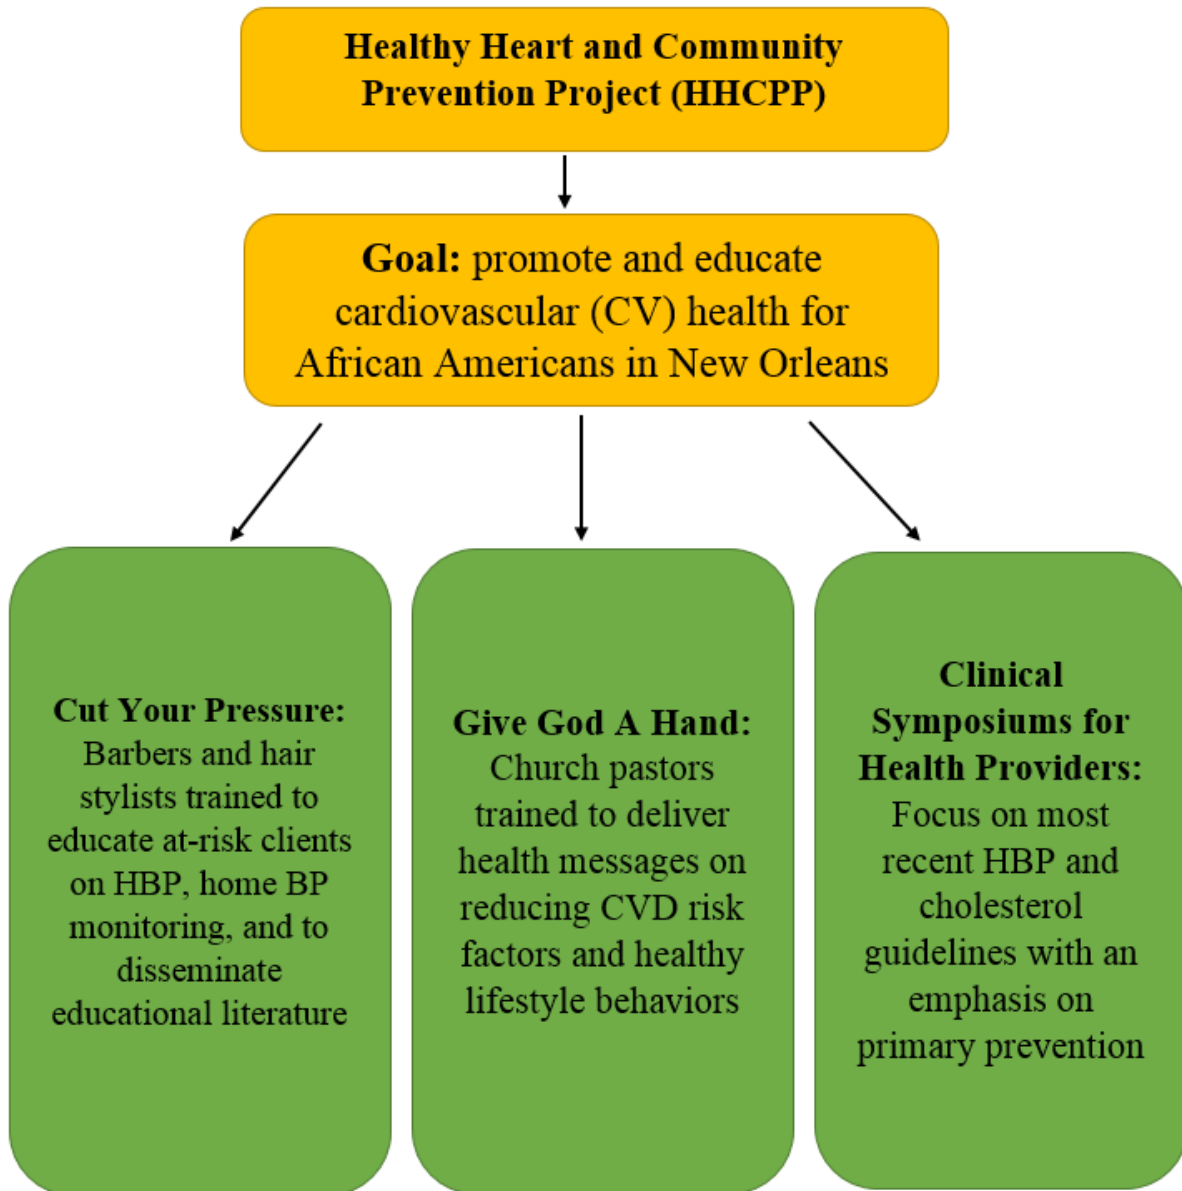 Healthy Heart and Community
Prevention Project (HHCPP)
Goal: promote and educate
cardiovascular (CV) health for
African Americans in New Orleans
Cut Your Pressure:
Barbers and hair
stylists trained to
educate at-risk clients
on HBP, home BP
monitoring, and to
disseminate
educational literature
Give God A Hand:
Church pastors
trained to deliver
health messages on
reducing CVD risk
factors and healthy
lifestyle behaviors
Clinical
Symposiums for
Health Providers:
Focus on most
recent HBP and
cholesterol
guidelines with an
emphasis on
primary prevention